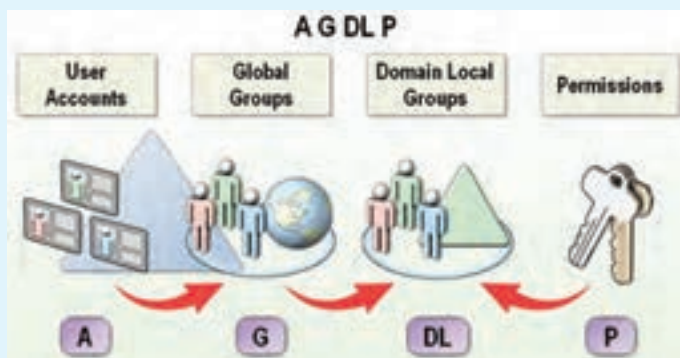 A G DL P
User
Accounts
Global
Groups
Domain Local
Groups
Permissions
A
G
DL
P